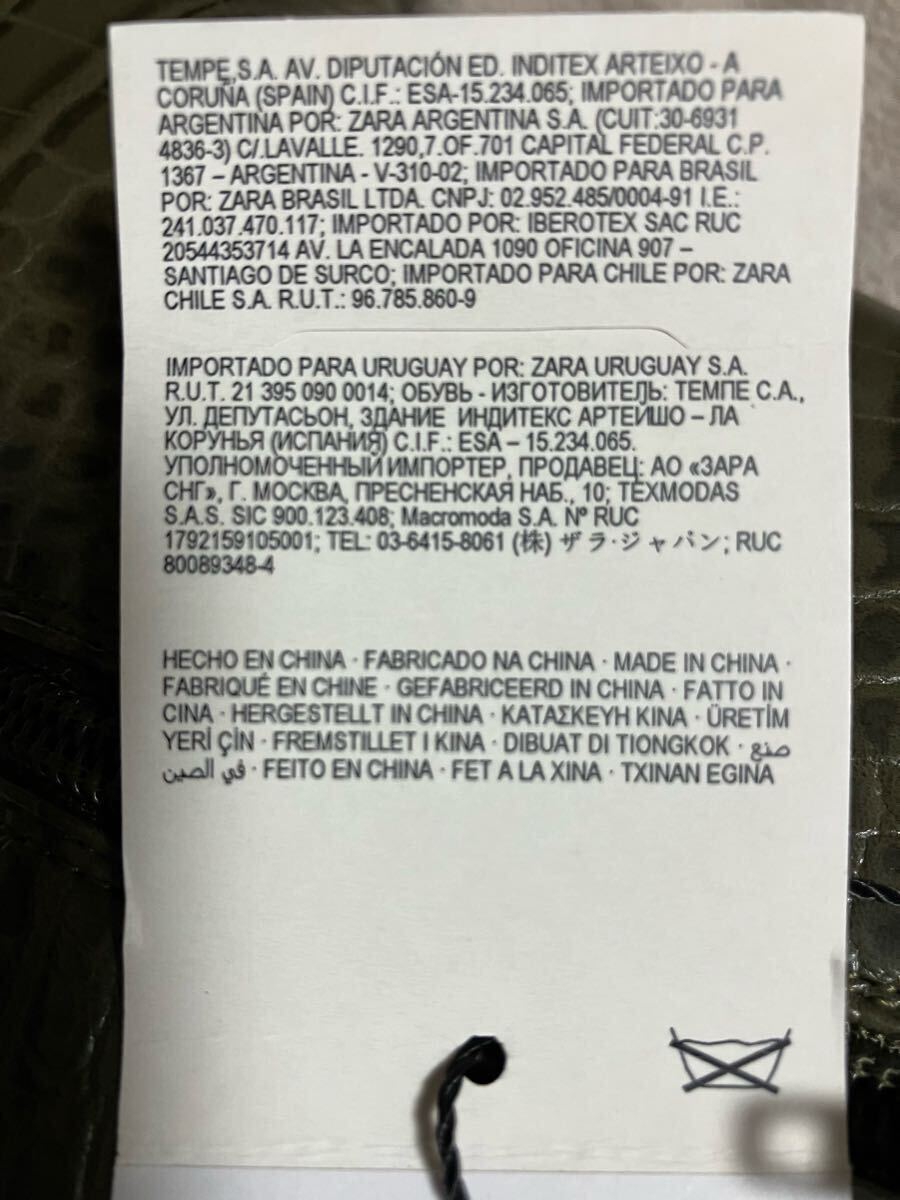 TEMPE,S.A. AV. DIPUTACIÓN ED. INDITEX ARTEIXO - A
CORUÑA (SPAIN) C.I.F.: ESA-15.234.065; IMPORTADO PARA
ARGENTINA POR: ZARA ARGENTINA S.A. (CUIT:30-6931
4836-3) C/.LAVALLE. 1290,7.OF.701 CAPITAL FEDERAL C.P.
1367 – ARGENTINA - V-310-02; IMPORTADO PARA BRASIL
POR: ZARA BRASIL LTDA. CNPJ: 02.952.485/0004-91 I.E.:
241.037.470.117; IMPORTADO POR: IBEROTEX SAC RUC
20544353714 AV. LA ENCALADA 1090 OFICINA 907 –
SANTIAGO DE SURCO; IMPORTADO PARA CHILE POR: ZARA
CHILE S.A. R.U.T.: 96.785.860-9
IMPORTADO PARA URUGUAY POR: ZARA URUGUAY S.A.
R.U.T. 21 395 090 0014; ОБУВЬ - ИЗГОТОВИТЕЛЬ: ТЕМПЕ С.А.,
УЛ. ДЕПУТАСЬОН, ЗДАНИЕ ИНДИТЕКС АРТЕЙШО – ЛА
КОРУНЬЯ (ИСПАНИЯ) C.I.F.: ESA – 15.234.065.
УПОЛНОМОЧЕННЫЙ ИМПОРТЕР, ПРОДАВЕЦ: АО «ЗАРА
СНГ», Г. МОСКВА, ПРЕСНЕНСКАЯ НАБ., 10; TEXMODAS
S.A.S. SIC 900.123.408; Macromoda S.A. Nº RUC
1792159105001; TEL: 03-6415-8061 (株) ザラ·ジャパン; RUC
80089348-4
HECHO EN CHINA · FABRICADO NA CHINA · MADE IN CHINA ·
FABRIQUÉ EN CHINE · GEFABRICEERD IN CHINA · FATTO IN
CINA · HERGESTELLT IN CHINA · ΚΑΤΑΣΚΕΥΗ ΚΙΝΑ · ÜRETİM
YERİ ÇİN · FREMSTILLET I KINA · DIBUAT DI TIONGKOK · صنع
في الصين · FEITO EN CHINA · FET A LA XINA · TXINAN EGINA